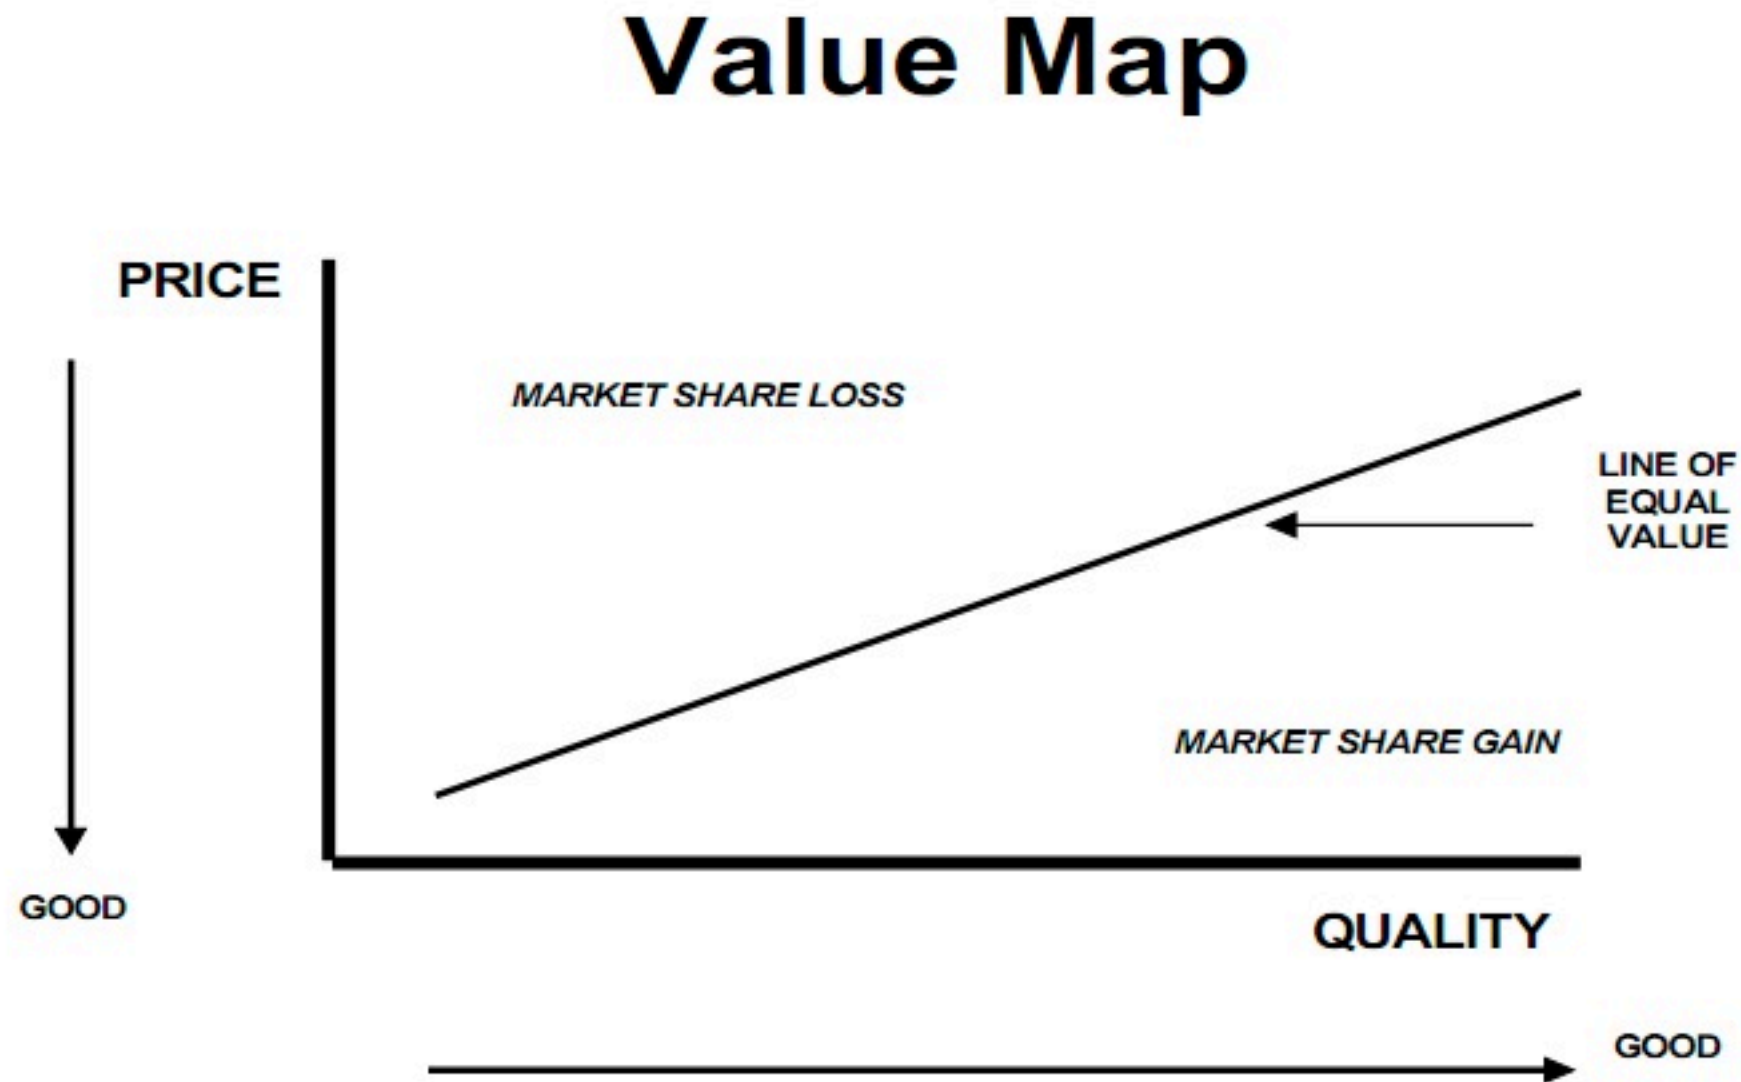 Value Map
PRICE
MARKET SHARE LOSS
LINE OF
EQUAL
VALUE
MARKET SHARE GAIN
GOOD
QUALITY
GOOD